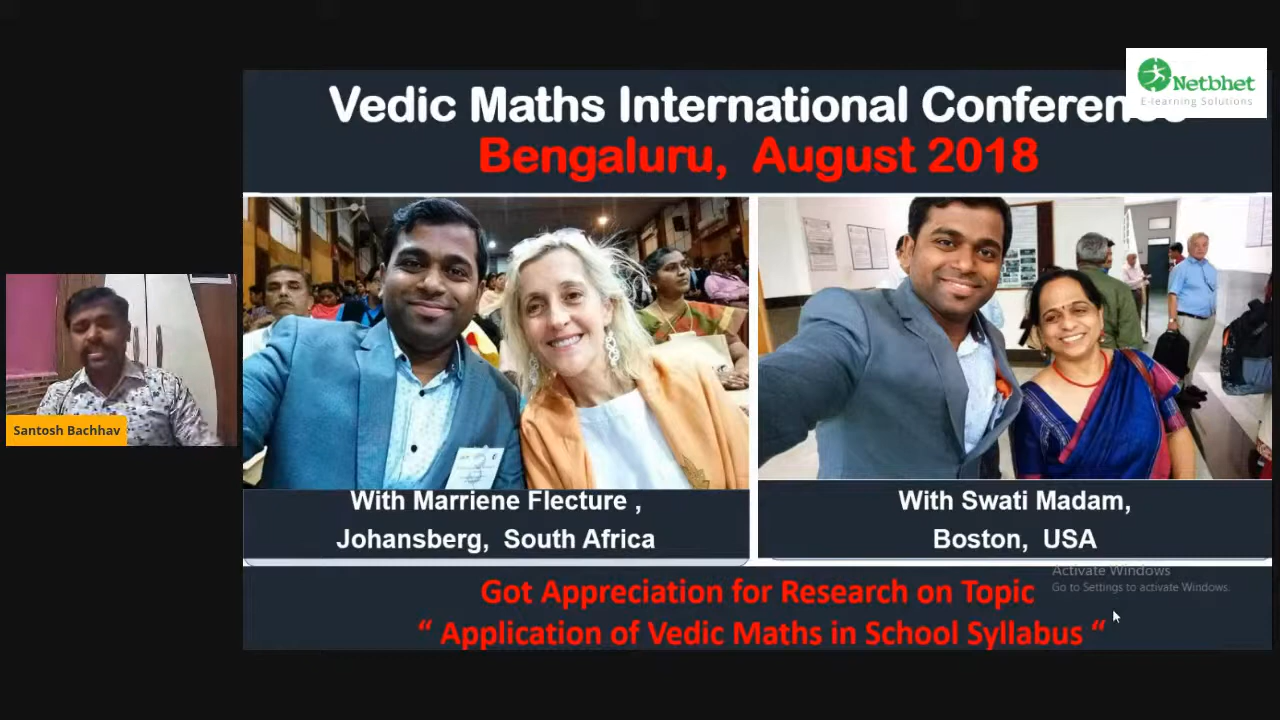 Vedic Maths International Conference
Bengaluru, August 2018
Netbhet
E-learning Solutions
Santosh Bachhav
With Marriene Flecture ,
Johansberg, South Africa
With Swati Madam,
Boston, USA
Activate Windows
Go to Settings to activate Windows.
Got Appreciation for Research on Topic
“ Application of Vedic Maths in School Syllabus “